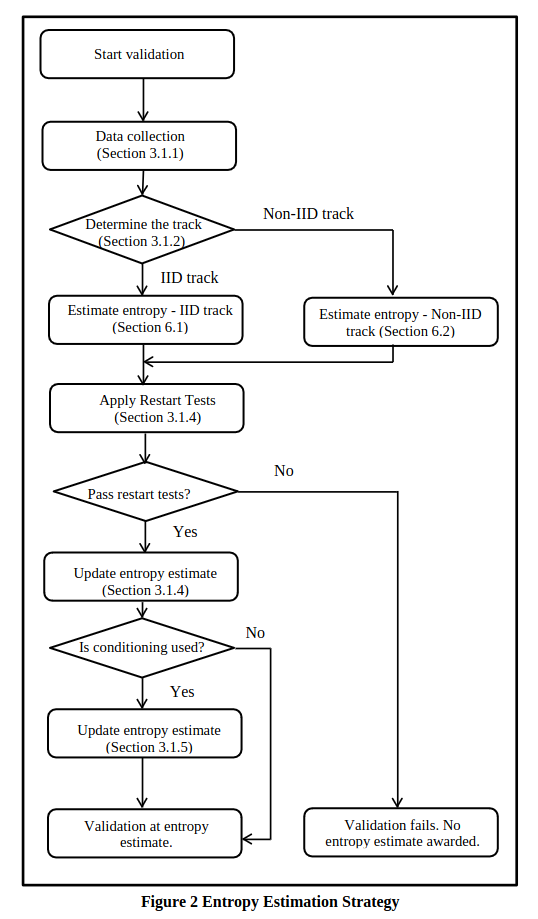 Start validation
Data collection
(Section 3.1.1)
Determine the track
(Section 3.1.2)
Non-IID track
IID track
Estimate entropy - IID track
(Section 6.1)
Estimate entropy - Non-IID
track (Section 6.2)
Apply Restart Tests
(Section 3.1.4)
Pass restart tests?
No
Yes
Update entropy estimate
(Section 3.1.4)
Is conditioning used?
No
Yes
Update entropy estimate
(Section 3.1.5)
Validation at entropy
estimate.
Validation fails. No
entropy estimate awarded.
Figure 2 Entropy Estimation Strategy